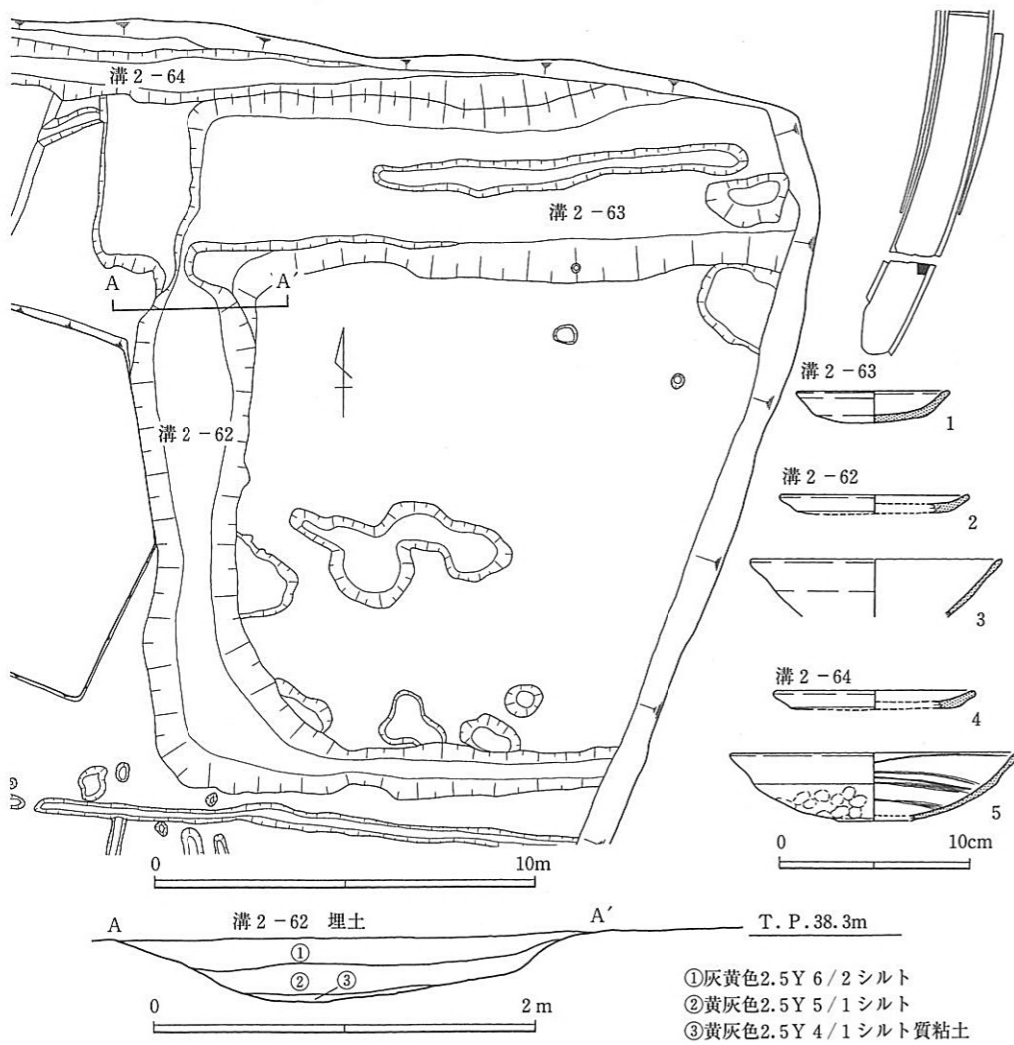 溝2-64
溝2-63
A A´
溝2-62
溝2-63
1
溝2-62
2
3
溝2-64
4
5
0 10cm
0 10m
A 溝2-62 埋土 A´ T.P.38.3m
①
② ③
0 2m
①灰黄色2.5Y 6/2シルト
②黄灰色2.5Y 5/1シルト
③黄灰色2.5Y 4/1シルト質粘土